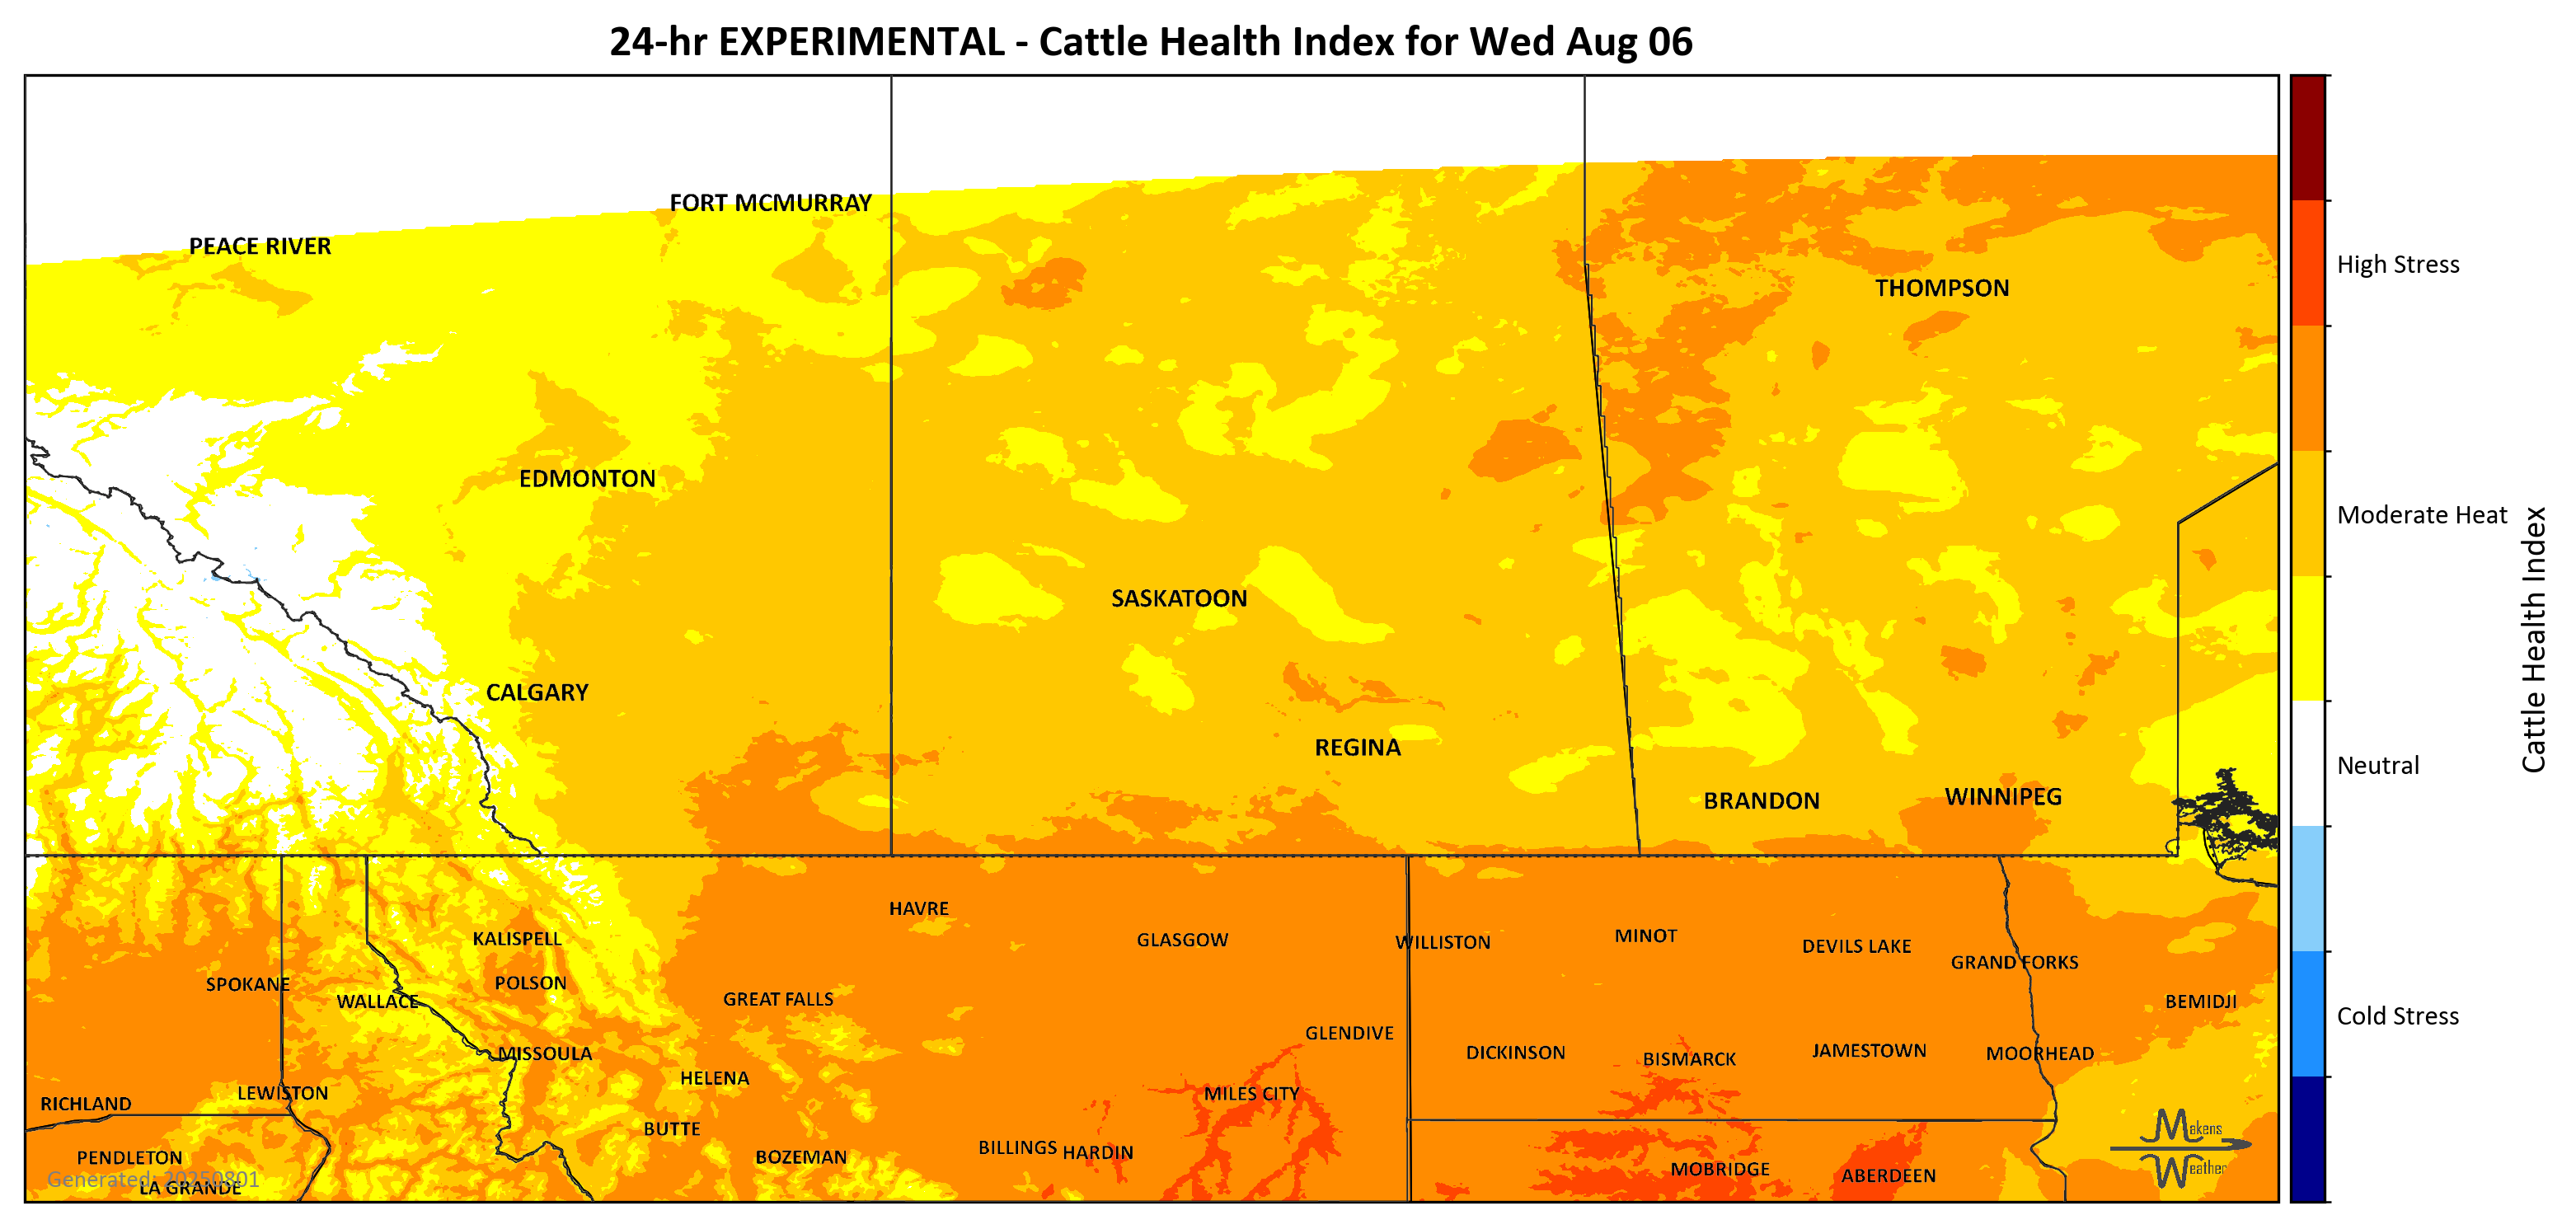 24-hr EXPERIMENTAL - Cattle Health Index for Wed Aug 06
FORT MCMURRAY
PEACE RIVER
High Stress
THOMPSON
EDMONTON
Moderate Heat
SASKATOON
Cattle Health Index
CALGARY
REGINA
Neutral
BRANDON
WINNIPEG
HAVRE
KALISPELL
GLASGOW
WILLISTON
MINOT
DEVILS LAKE
GRAND FORKS
SPOKANE
POLSON
WALLACE
GREAT FALLS
BEMIDJI
Cold Stress
GLENDIVE
MISSOULA
DICKINSON
BISMARCK
JAMESTOWN
MOORHEAD
HELENA
LEWISTON
MILES CITY
RICHLAND
BUTTE
Makens
Weather
PENDLETON
BOZEMAN
BILLINGS
HARDIN
MOBRIDGE
ABERDEEN
Generated: 20250801
LA GRANDE